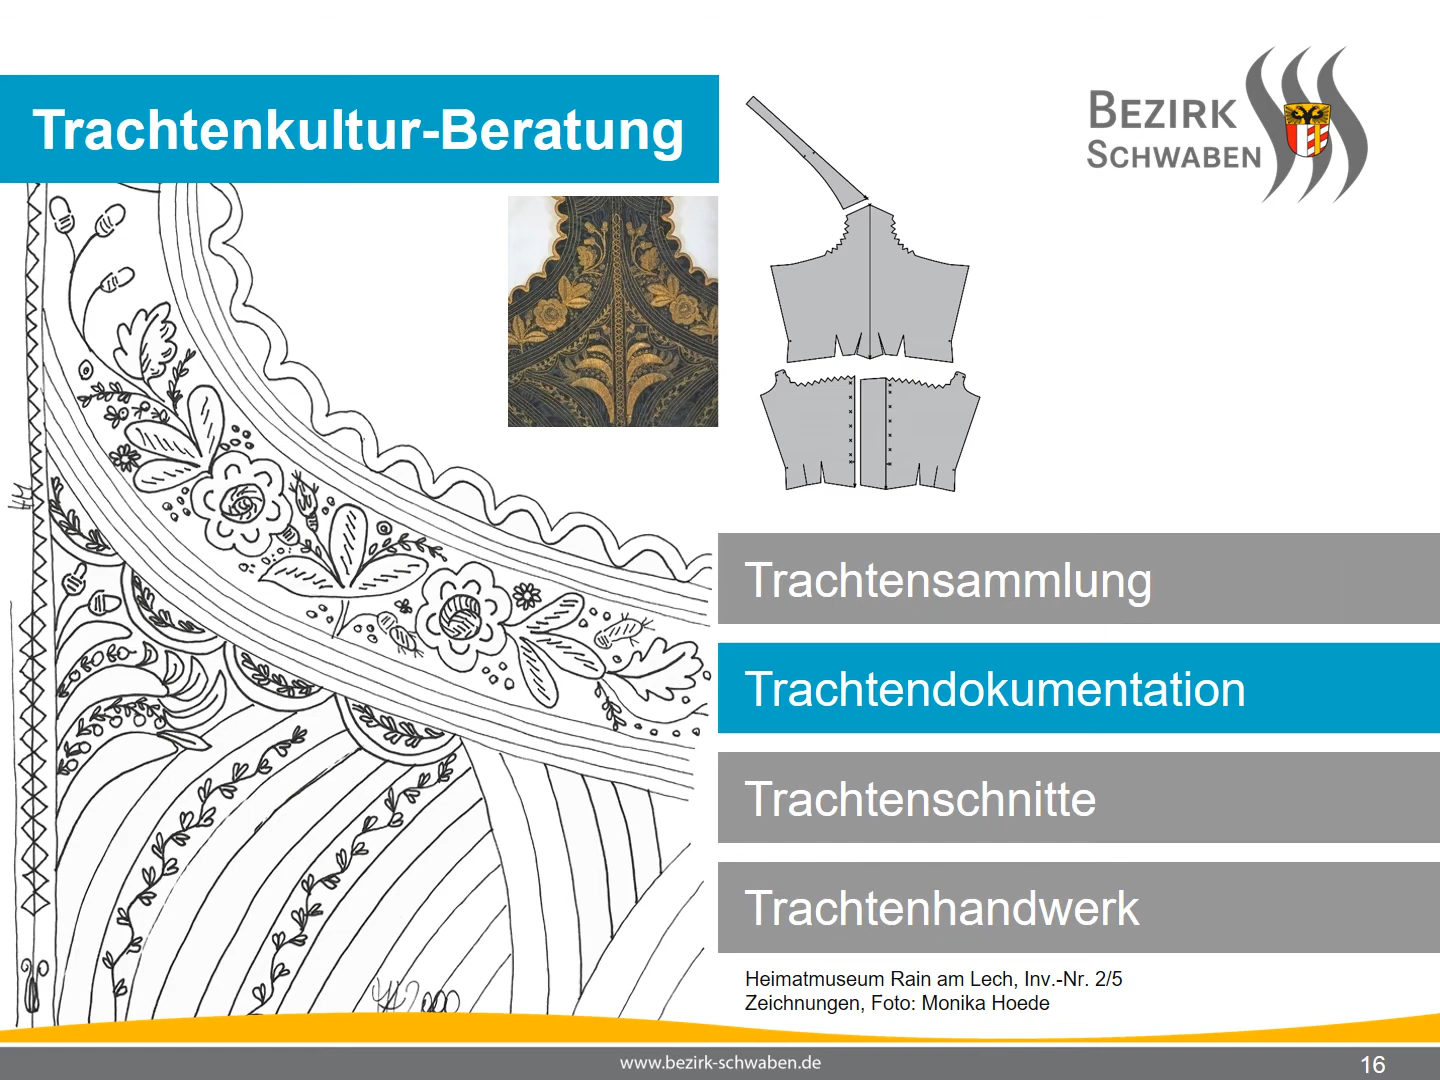 Trachtenkultur-Beratung
BEZIRK
SCHWABEN
Trachtensammlung
Trachtendokumentation
Trachtenschnitte
Trachtenhandwerk
Heimatmuseum Rain am Lech, Inv.-Nr. 2/5
Zeichnungen, Foto: Monika Hoede
www.bezirk-schwaben.de
16